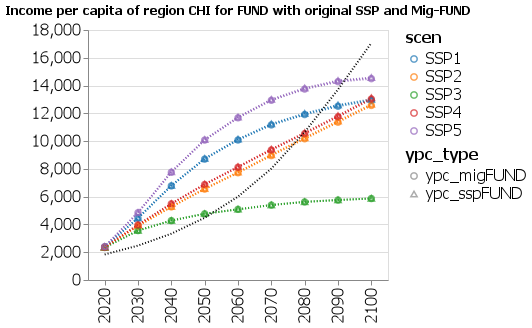 Income per capita of region CHI for FUND with original SSP and Mig-FUND
18,000
16,000
14,000
12,000
10,000
8,000
6,000
4,000
2,000
0
2020
2030
2040
2050
2060
2070
2080
2090
2100
scen
SSP1
SSP2
SSP3
SSP4
SSP5
ypc_type
ypc_migFUND
ypc_sspFUND